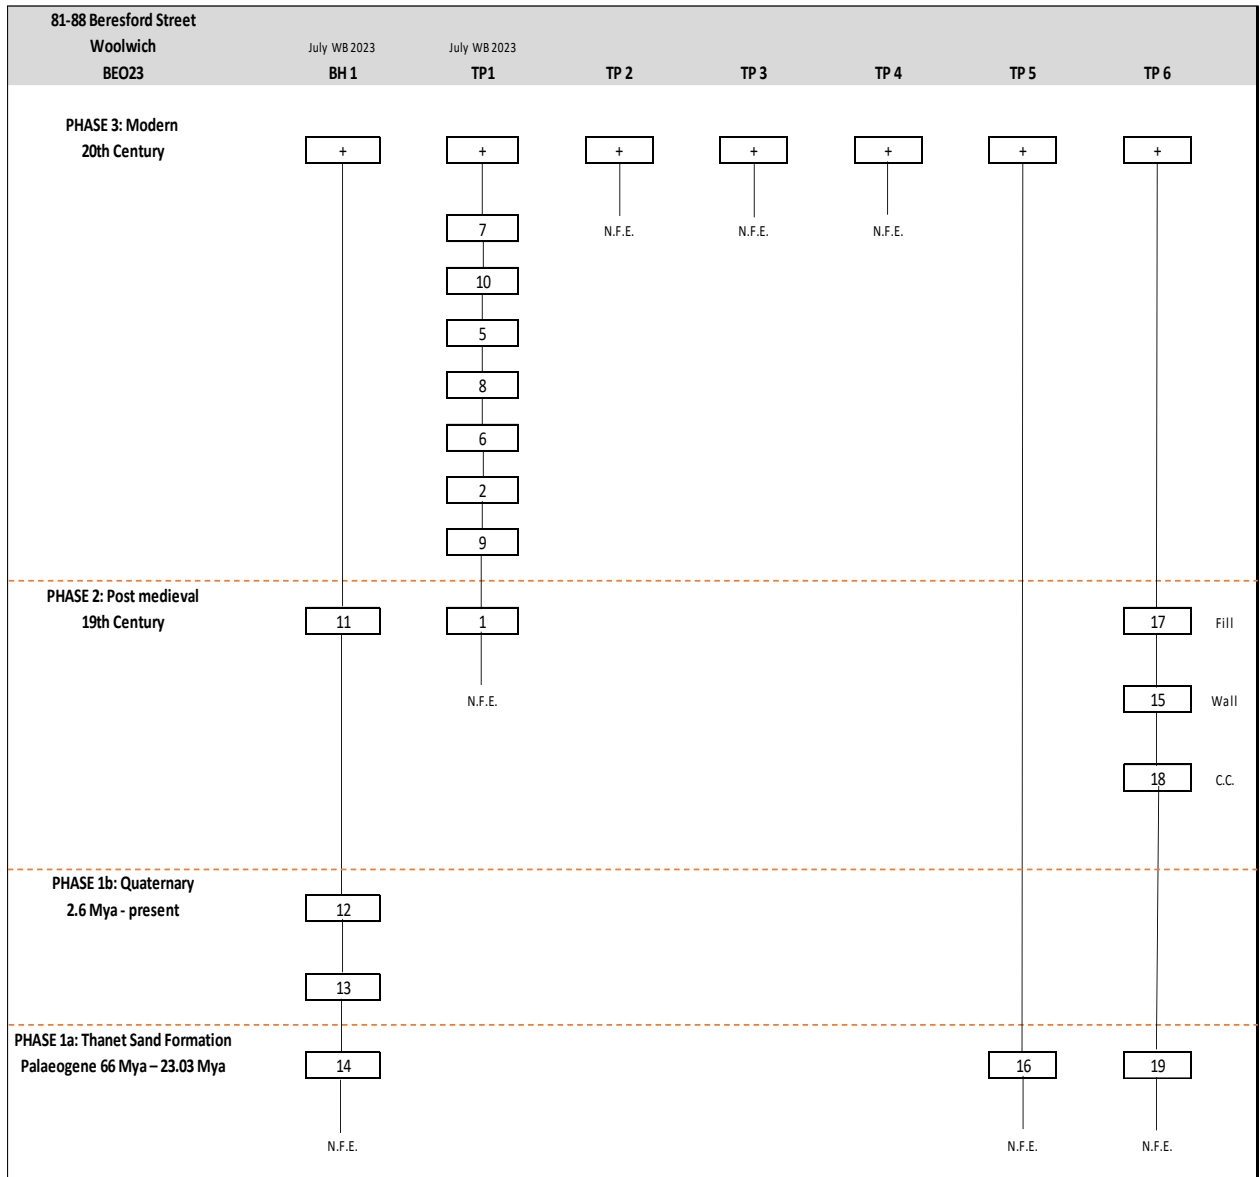 81-88 Beresford Street
Woolwich July WB 2023 July WB 2023
BEO23 BH 1 TP1 TP 2 TP 3 TP 4 TP 5 TP 6
PHASE 3: Modern
20th Century + + + + + + +
7 N.F.E. N.F.E. N.F.E.
10
5
8
6
2
9
PHASE 2: Post medieval
19th Century 11 1 17 Fill
N.F.E. 15 Wall
18 C.C.
PHASE 1b: Quaternary
2.6 Mya - present 12
13
PHASE 1a: Thanet Sand Formation
Palaeogene 66 Mya – 23.03 Mya 14 16 19
N.F.E. N.F.E. N.F.E.